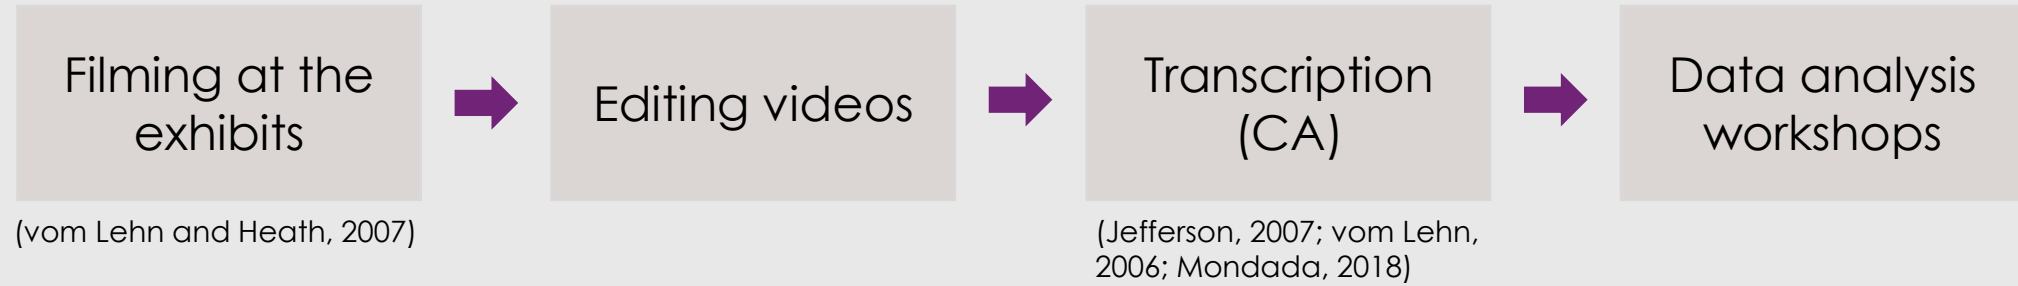 Filming at the
exhibits
(vom Lehn and Heath, 2007)
Editing videos
Transcription
(CA)
(Jefferson, 2007; vom Lehn,
2006; Mondada, 2018)
Data analysis
workshops